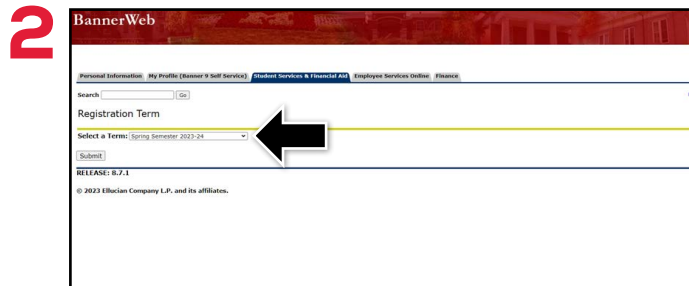 2
BannerWeb
Personal Information My Profile (Banner 9 Self Service) Student Services & Financial Aid Employee Services Online Finance
Search Go
Registration Term
Select a Term: Spring Semester 2023-24
Submit
RELEASE: 8.7.1
© 2023 Ellucian Company L.P. and its affiliates.